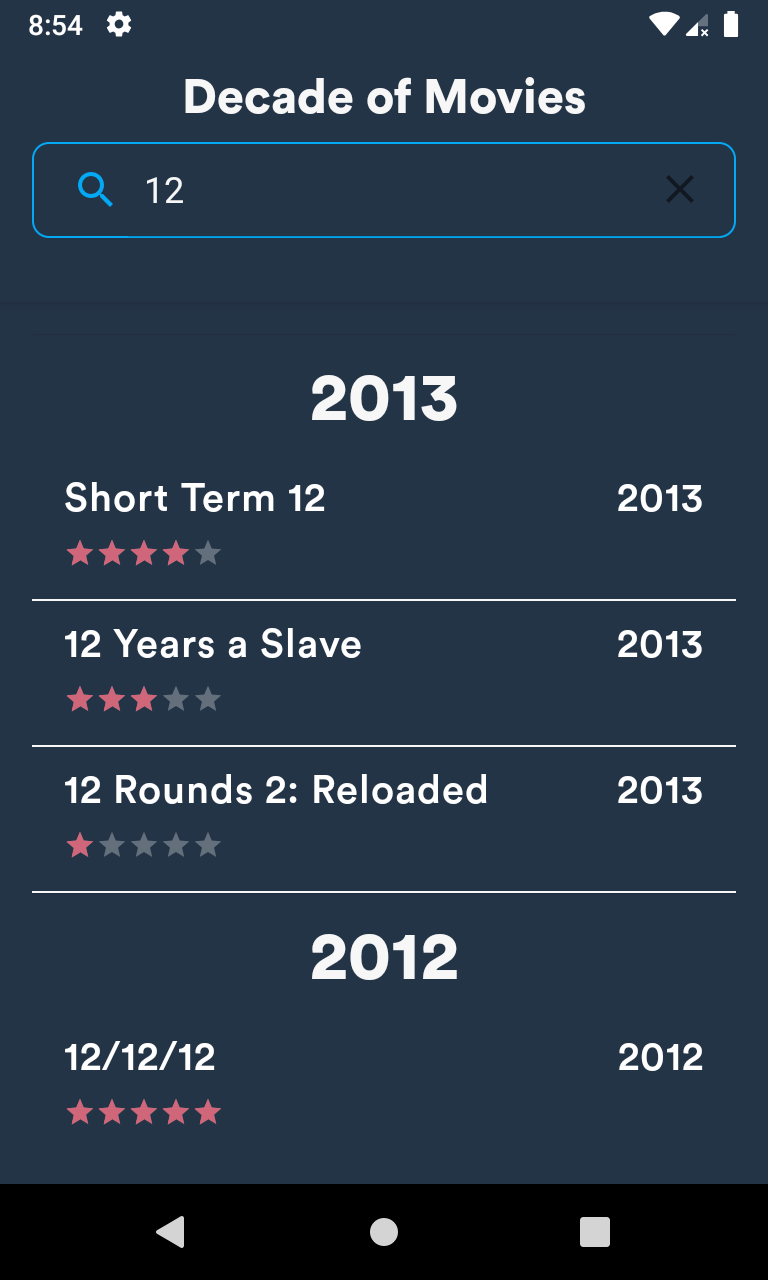 8:54
Decade of Movies
12
2013
Short Term 12 2013
12 Years a Slave 2013
12 Rounds 2: Reloaded 2013
2012
12/12/12 2012